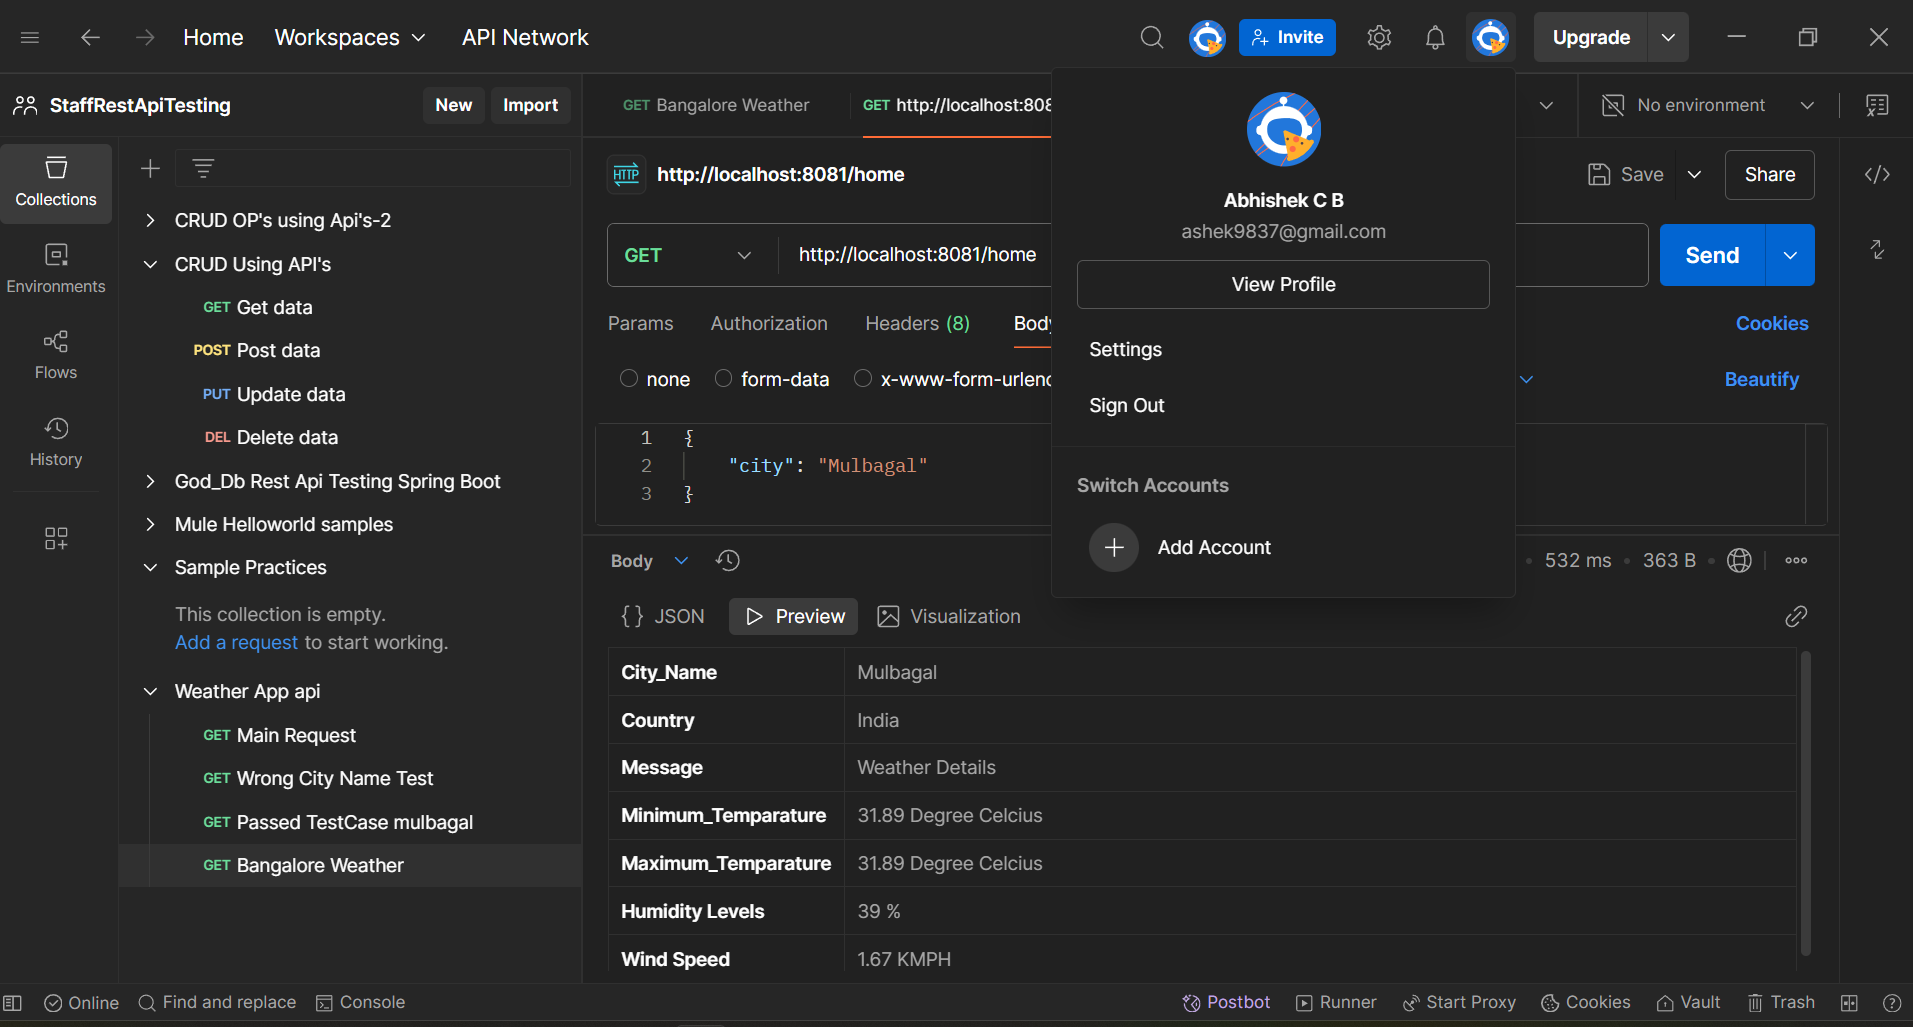 Home Workspaces API Network Invite Upgrade
StaffRestApiTesting New Import
GET Bangalore Weather GET http://localhost:808 No environment
Collections
Environments
Flows
History
CRUD OP's using Api's-2
CRUD Using API's
GET Get data
POST Post data
PUT Update data
DEL Delete data
God_Db Rest Api Testing Spring Boot
Mule Helloworld samples
Sample Practices
This collection is empty.
Add a request to start working.
Weather App api
GET Main Request
GET Wrong City Name Test
GET Passed TestCase mulbagal
GET Bangalore Weather
HTTP http://localhost:8081/home Save Share
GET http://localhost:8081/home Send
Params Authorization Headers (8) Body Cookies
none form-data x-www-form-urlenc Beautify
1 {
2 "city": "Mulbagal"
3 }
Abhishek C B
ashek9837@gmail.com
View Profile
Settings
Sign Out
Switch Accounts
Add Account
Body 532 ms 363 B
{} JSON Preview Visualization
City_Name Mulbagal
Country India
Message Weather Details
Minimum_Temparature 31.89 Degree Celcius
Maximum_Temparature 31.89 Degree Celcius
Humidity Levels 39 %
Wind Speed 1.67 KMPH
Online Find and replace Console Postbot Runner Start Proxy Cookies Vault Trash